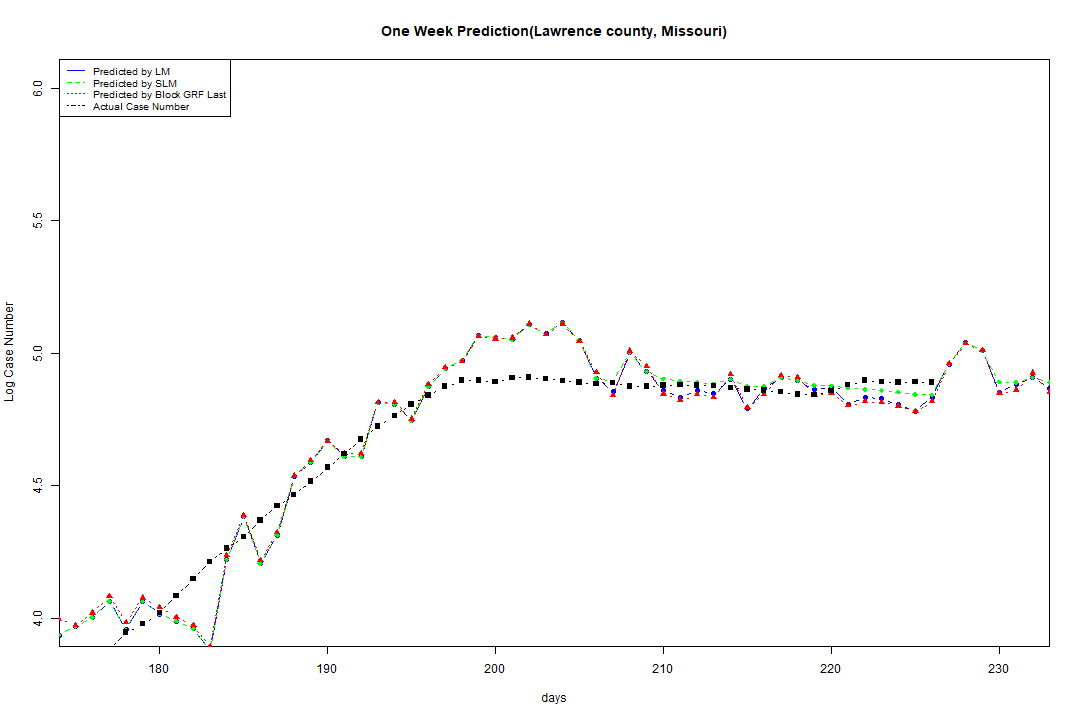 One Week Prediction(Lawrence county, Missouri)
Predicted by LM
Predicted by SLM
Predicted by Block GRF Last
Actual Case Number
6.0
5.5
5.0
4.5
4.0
Log Case Number
180 190 200 210 220 230
days